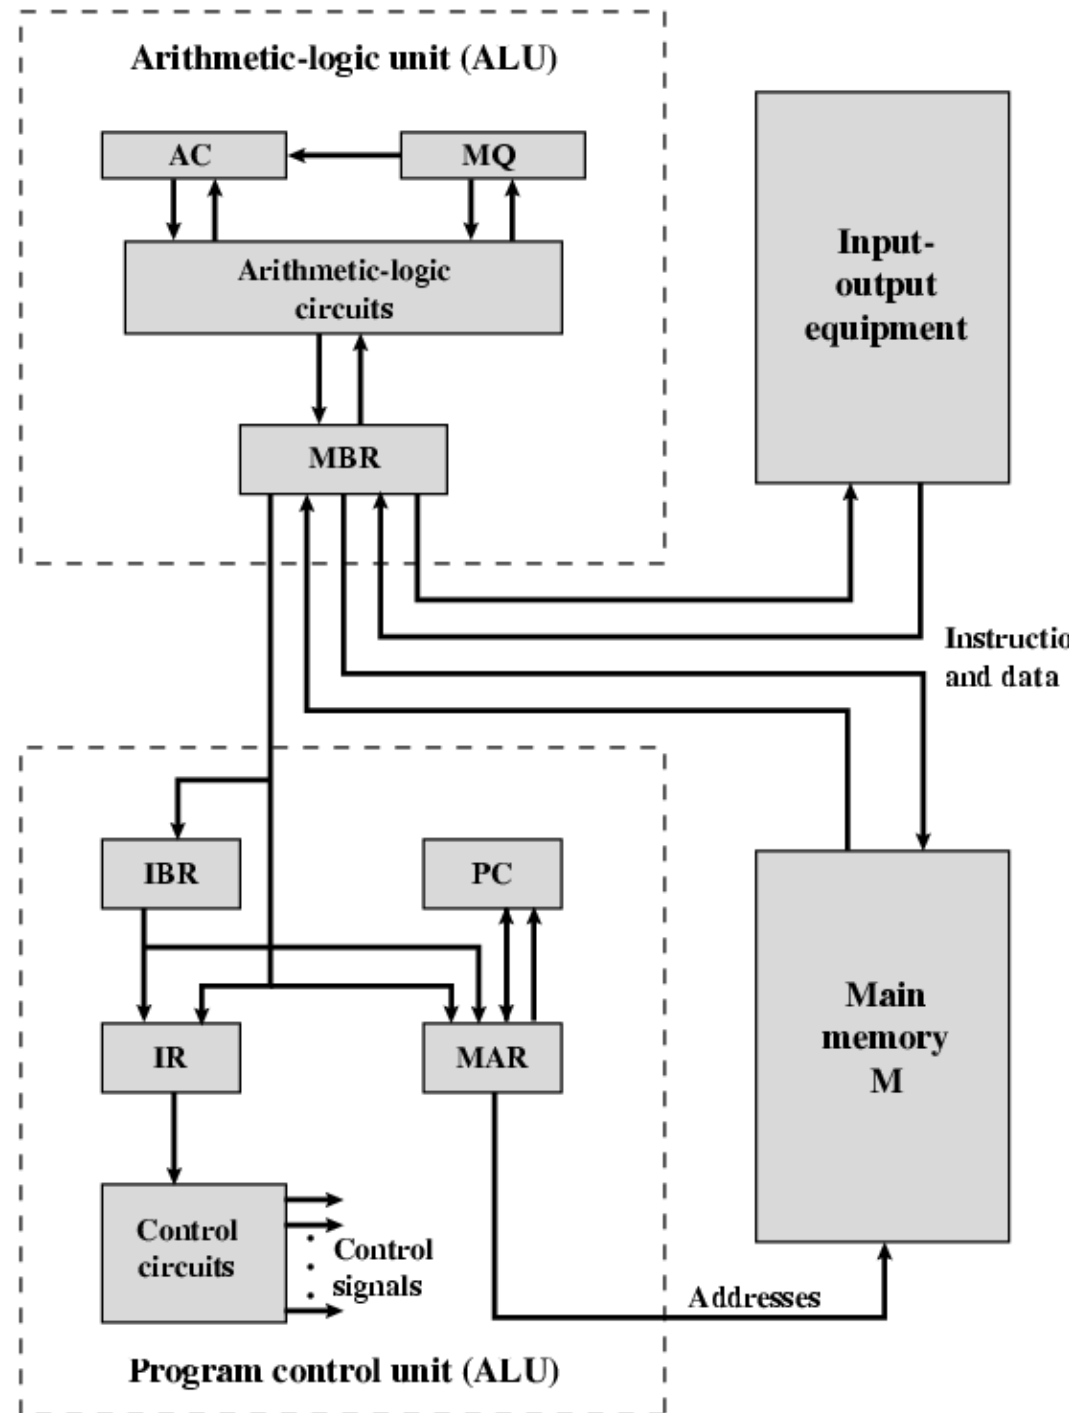 Arithmetic-logic unit (ALU)
AC
MQ
Arithmetic-logic
circuits
MBR
Input-
output
equipment
Instructio
and data
IBR
PC
IR
MAR
Main
memory
M
Control
circuits
Control
signals
Addresses
Program control unit (ALU)